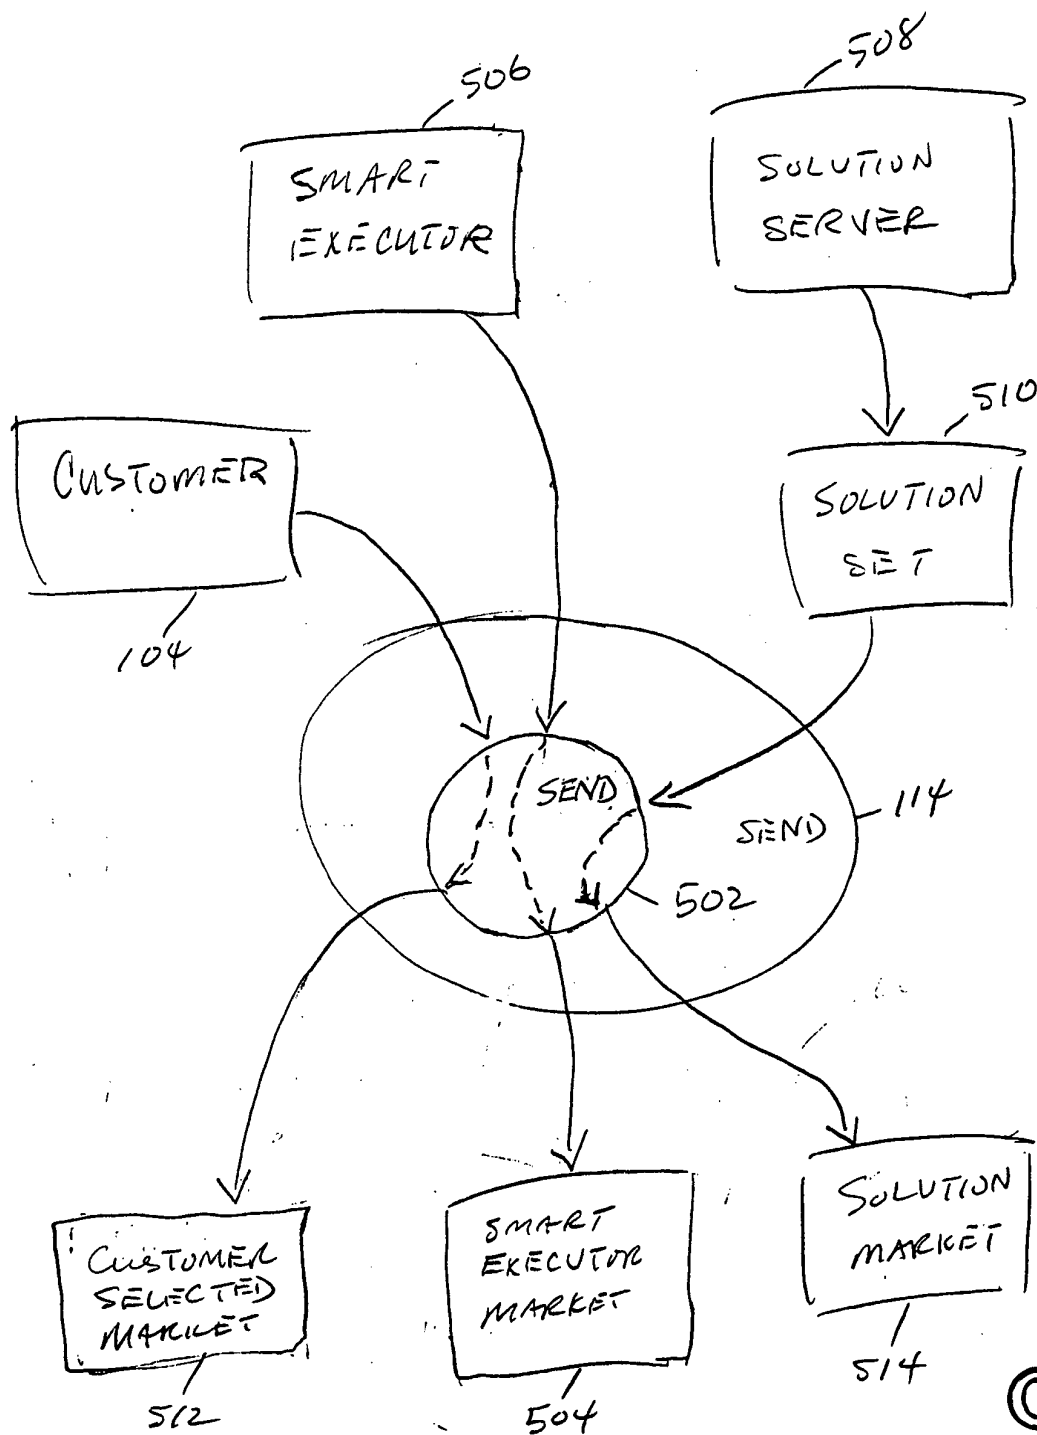 508
506
SMART
EXECUTOR
SOLUTION
SERVER
510
CUSTOMER
SOLUTION
SET
104
SEND
SEND
114
502
CUSTOMER
SELECTED
MARKET
SMART
EXECUTOR
MARKET
SOLUTION
MARKET
512
504
514